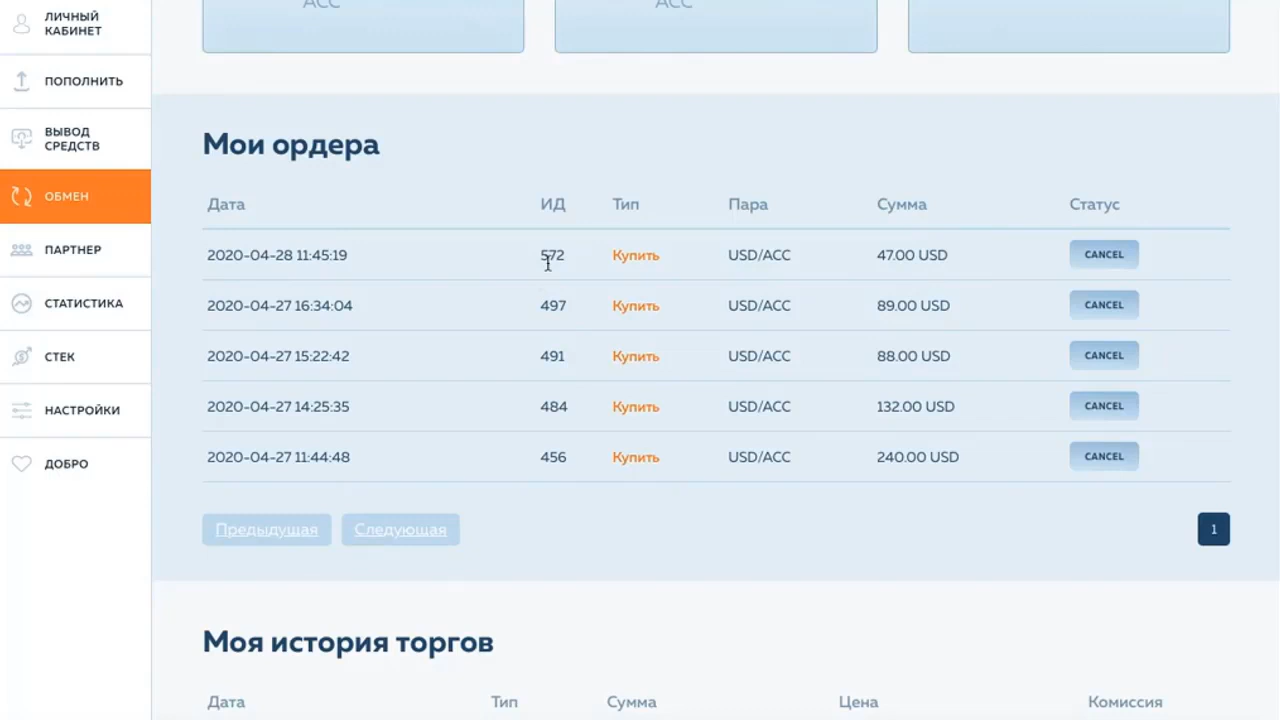 ACC
ACC
ЛИЧНЫЙ
КАБИНЕТ
ПОПОЛНИТЬ
ВЫВОД
СРЕДСТВ
ОБМЕН
ПАРТНЕР
СТАТИСТИКА
СТЕК
НАСТРОЙКИ
ДОБРО
Мои ордера
Дата ИД Тип Пара Сумма Статус
2020-04-28 11:45:19 572 Купить USD/ACC 47.00 USD CANCEL
2020-04-27 16:34:04 497 Купить USD/ACC 89.00 USD CANCEL
2020-04-27 15:22:42 491 Купить USD/ACC 88.00 USD CANCEL
2020-04-27 14:25:35 484 Купить USD/ACC 132.00 USD CANCEL
2020-04-27 11:44:48 456 Купить USD/ACC 240.00 USD CANCEL
Предыдущая Следующая 1
Моя история торгов
Дата Тип Сумма Цена Комиссия